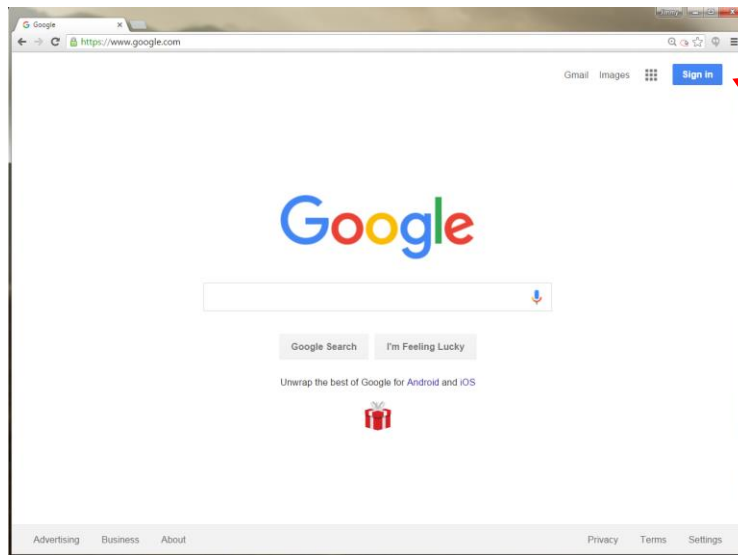 Google
https://www.google.com
Gmail Images Sign in
Google
Google Search I'm Feeling Lucky
Unwrap the best of Google for Android and iOS
Advertising Business About Privacy Terms Settings